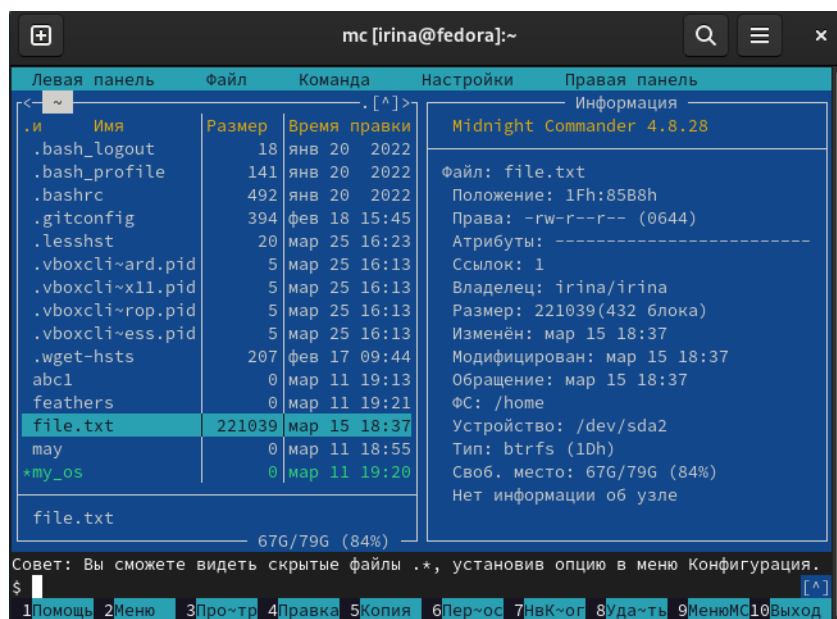 mc [irina@fedora]:~
Левая панель Файл Команда Настройки Правая панель
<─ ~ .[^]>
.и Имя Размер Время правки
.bash_logout 18 янв 20 2022
.bash_profile 141 янв 20 2022
.bashrc 492 янв 20 2022
.gitconfig 394 фев 18 15:45
.lesshst 20 мар 25 16:23
.vboxcli~ard.pid 5 мар 25 16:13
.vboxcli~x11.pid 5 мар 25 16:13
.vboxcli~rop.pid 5 мар 25 16:13
.vboxcli~ess.pid 5 мар 25 16:13
.wget-hsts 207 фев 17 09:44
abc1 0 мар 11 19:13
feathers 0 мар 11 19:21
file.txt 221039 мар 15 18:37
may 0 мар 11 18:55
*my_os 0 мар 11 19:20
file.txt
67G/79G (84%)
Информация
Midnight Commander 4.8.28
Файл: file.txt
Положение: 1Fh:85B8h
Права: -rw-r--r-- (0644)
Атрибуты: --------------------------
Ссылок: 1
Владелец: irina/irina
Размер: 221039(432 блока)
Изменён: мар 15 18:37
Модифицирован: мар 15 18:37
Обращение: мар 15 18:37
ФС: /home
Устройство: /dev/sda2
Тип: btrfs (1Dh)
Своб. место: 67G/79G (84%)
Нет информации об узле
Совет: Вы сможете видеть скрытые файлы .*, установив опцию в меню Конфигурация.
$ [^]
1Помощь 2Меню 3Про~тр 4Правка 5Копия 6Пер~ос 7НвК~ог 8Уда~ть 9МенюMC 10Выход